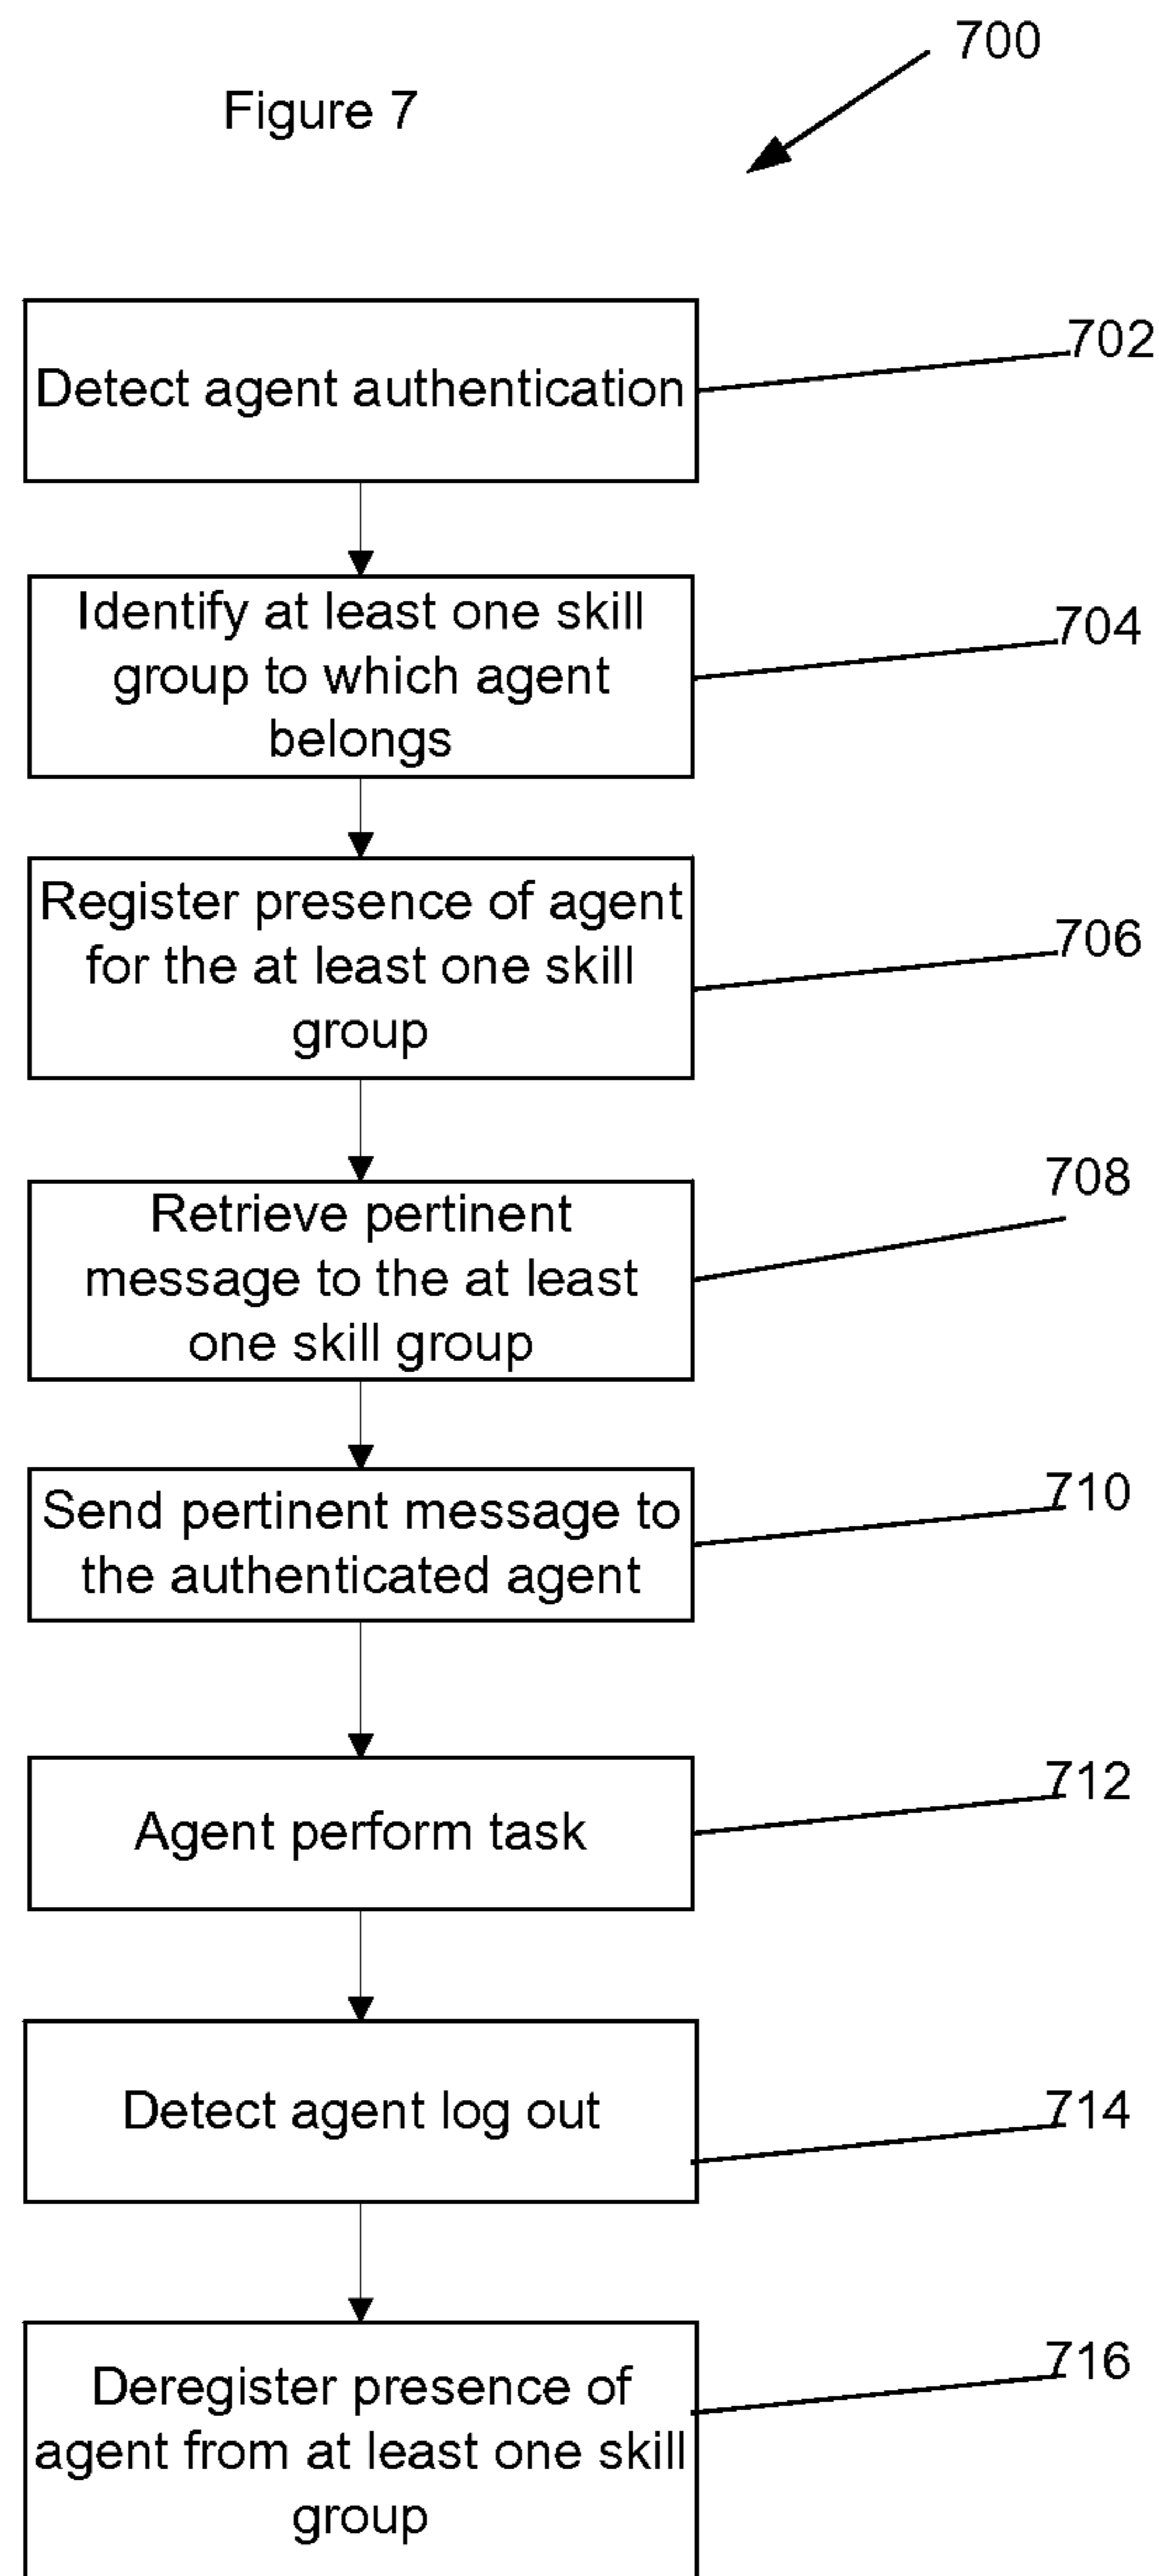 700
Figure 7
702
Detect agent authentication
704
Identify at least one skill
group to which agent
belongs
706
Register presence of agent
for the at least one skill
group
708
Retrieve pertinent
message to the at least
one skill group
710
Send pertinent message to
the authenticated agent
712
Agent perform task
714
Detect agent log out
716
Deregister presence of
agent from at least one skill
group